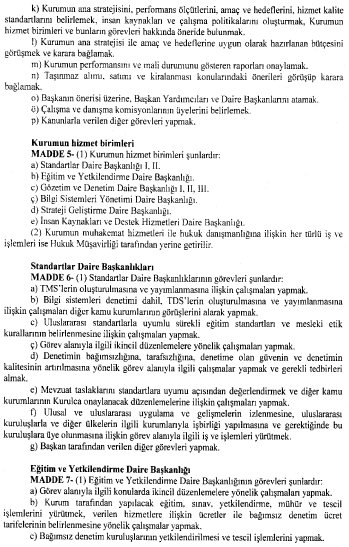 k) Kurumun ana stratejisini, performans ölçütlerini, amaç ve hedeflerini, hizmet kalite
standartlarını belirlemek, insan kaynakları ve çalışma politikalarını oluşturmak, Kurumun
hizmet birimleri ve bunların görevleri hakkında öneride bulunmak.
l) Kurumun ana stratejisi ile amaç ve hedeflerine uygun olarak hazırlanan bütçesini
görüşmek ve karara bağlamak.
m) Kurumun performansını ve mali durumunu gösteren raporları onaylamak.
n) Taşınmaz alımı, satımı ve kiralanması konularındaki önerileri görüşüp karara
bağlamak.
o) Başkanın önerisi üzerine, Başkan Yardımcıları ve Daire Başkanlarını atamak.
ö) Çalışma ve danışma komisyonlarının üyelerini belirlemek.
p) Kanunlarla verilen diğer görevleri yapmak.
Kurumun hizmet birimleri
MADDE 5- (1) Kurumun hizmet birimleri şunlardır:
a) Standartlar Daire Başkanlığı I, II.
b) Eğitim ve Yetkilendirme Daire Başkanlığı.
c) Gözetim ve Denetim Daire Başkanlığı I, II, III.
ç) Bilgi Sistemleri Yönetimi Daire Başkanlığı.
d) Strateji Geliştirme Daire Başkanlığı.
e) İnsan Kaynakları ve Destek Hizmetleri Daire Başkanlığı.
(2) Kurumun muhakemat hizmetleri ile hukuk danışmanlığına ilişkin her türlü iş ve
işlemleri ise Hukuk Müşavirliği tarafından yerine getirilir.
Standartlar Daire Başkanlıkları
MADDE 6- (1) Standartlar Daire Başkanlıklarının görevleri şunlardır:
a) TMS'lerin oluşturulmasına ve yayımlanmasına ilişkin çalışmaları yapmak.
b) Bilgi sistemleri denetimi dahil, TDS'lerin oluşturulmasına ve yayımlanmasına
ilişkin çalışmaları diğer kamu kurumlarının görüşlerini alarak yapmak.
c) Uluslararası standartlarla uyumlu sürekli eğitim standartları ve mesleki etik
kurallarının belirlenmesine ilişkin çalışmaları yapmak.
ç) Görev alanıyla ilgili ikincil düzenlemelere yönelik çalışmaları yapmak.
d) Denetimin bağımsızlığına, tarafsızlığına, denetime olan güvenin ve denetimin
kalitesinin artırılmasına yönelik görev alanıyla ilgili çalışmalar yapmak ve gerekli tedbirleri
almak.
e) Mevzuat taslaklarını standartlara uyumu açısından değerlendirmek ve diğer kamu
kurumlarının Kurulca onaylanacak düzenlemelerine ilişkin çalışmaları yapmak.
f) Ulusal ve uluslararası uygulama ve gelişmelerin izlenmesine, uluslararası
kuruluşlarla ve diğer ülkelerin ilgili kurumlarıyla işbirliği yapılmasına ve gerektiğinde bu
kuruluşlara üye olunmasına ilişkin görev alanıyla ilgili iş ve işlemleri yürütmek.
g) Başkan tarafından verilen diğer görevleri yapmak.
Eğitim ve Yetkilendirme Daire Başkanlığı
MADDE 7- (1) Eğitim ve Yetkilendirme Daire Başkanlığının görevleri şunlardır:
a) Görev alanıyla ilgili konularda ikincil düzenlemelere yönelik çalışmaları yapmak.
b) Kurum tarafından yapılacak eğitim, sınav, yetkilendirme, mühür ve tescil
işlemlerini yürütmek, verilen hizmetlere ilişkin ücretler ile bağımsız denetim ücret
tarifelerinin belirlenmesine yönelik çalışmalar yapmak.
c) Bağımsız denetim kuruluşlarının yetkilendirilmesi ve tescil işlemlerini yapmak;